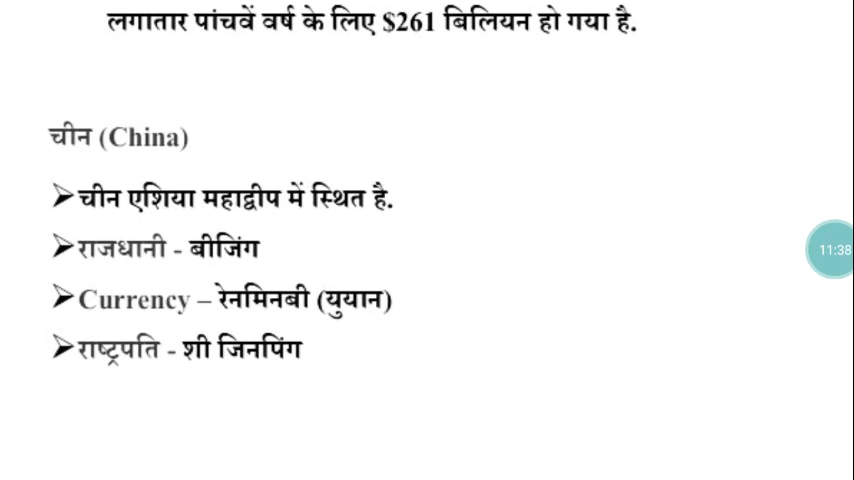 लगातार पांचवें वर्ष के लिए $261 बिलियन हो गया है.
चीन (China)
➤चीन एशिया महाद्वीप में स्थित है.
➤राजधानी - बीजिंग
11:38
➤Currency – रेनमिनबी (युयान)
➤राष्ट्रपति - शी जिनपिंग